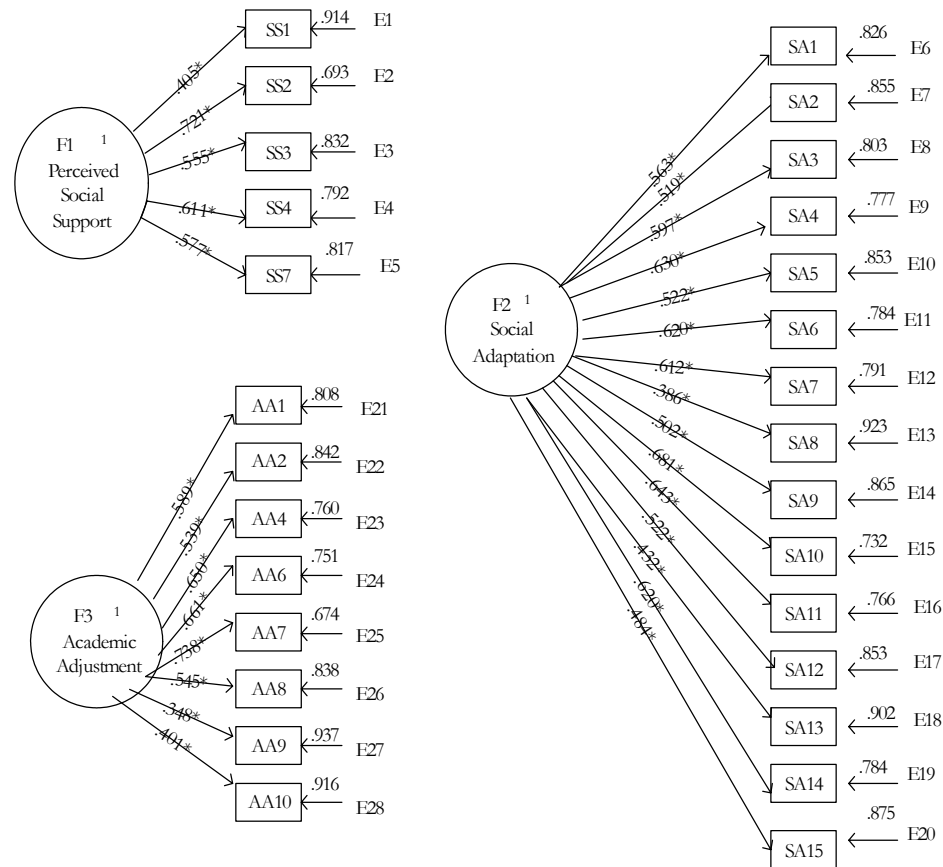 .914
E1
SS1
.405*
.693
E2
SS2
.721*
.832
E3
SS3
.555*
.792
E4
SS4
.611*
.817
E5
SS7
.577*
F1 1
Perceived
Social
Support
.826
E6
SA1
.563*
.855
E7
SA2
.519*
.803
E8
SA3
.597*
.777
E9
SA4
.630*
.853
E10
SA5
.522*
.784
E11
SA6
.620*
.791
E12
SA7
.612*
.923
E13
SA8
.386*
.865
E14
SA9
.502*
.732
E15
SA10
.681*
.766
E16
SA11
.643*
.853
E17
SA12
.522*
.902
E18
SA13
.432*
.784
E19
SA14
.620*
.875
E20
SA15
.484*
F2 1
Social
Adaptation
.808
E21
AA1
.589*
.842
E22
AA2
.539*
.760
E23
AA4
.650*
.751
E24
AA6
.661*
.674
E25
AA7
.738*
.838
E26
AA8
.545*
.937
E27
AA9
.348*
.916
E28
AA10
.401*
F3 1
Academic
Adjustment